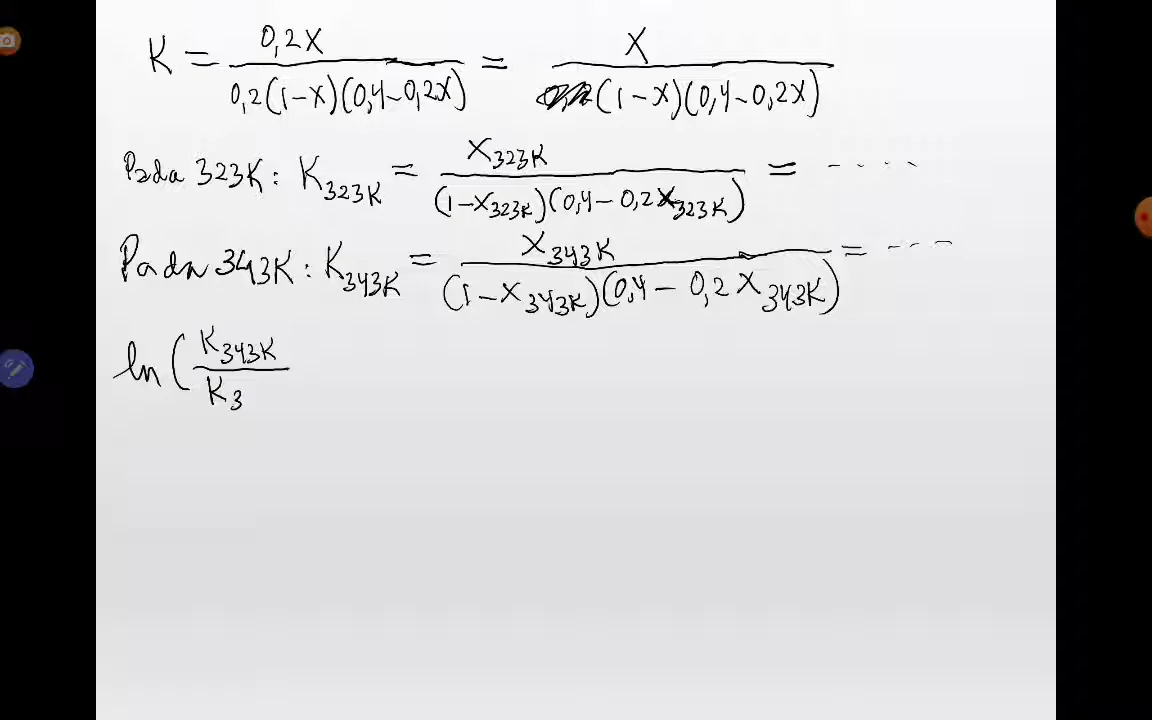 K = 0,2X / 0,2(1-X)(0,4-0,2X) = X / (1-X)(0,4-0,2X)
Pada 323K: K323K = X323K / (1-X323K)(0,4-0,2X323K) = .....
Pada 343K: K343K = X343K / (1-X343K)(0,4-0,2X343K) = ....
ln (K343K / K3